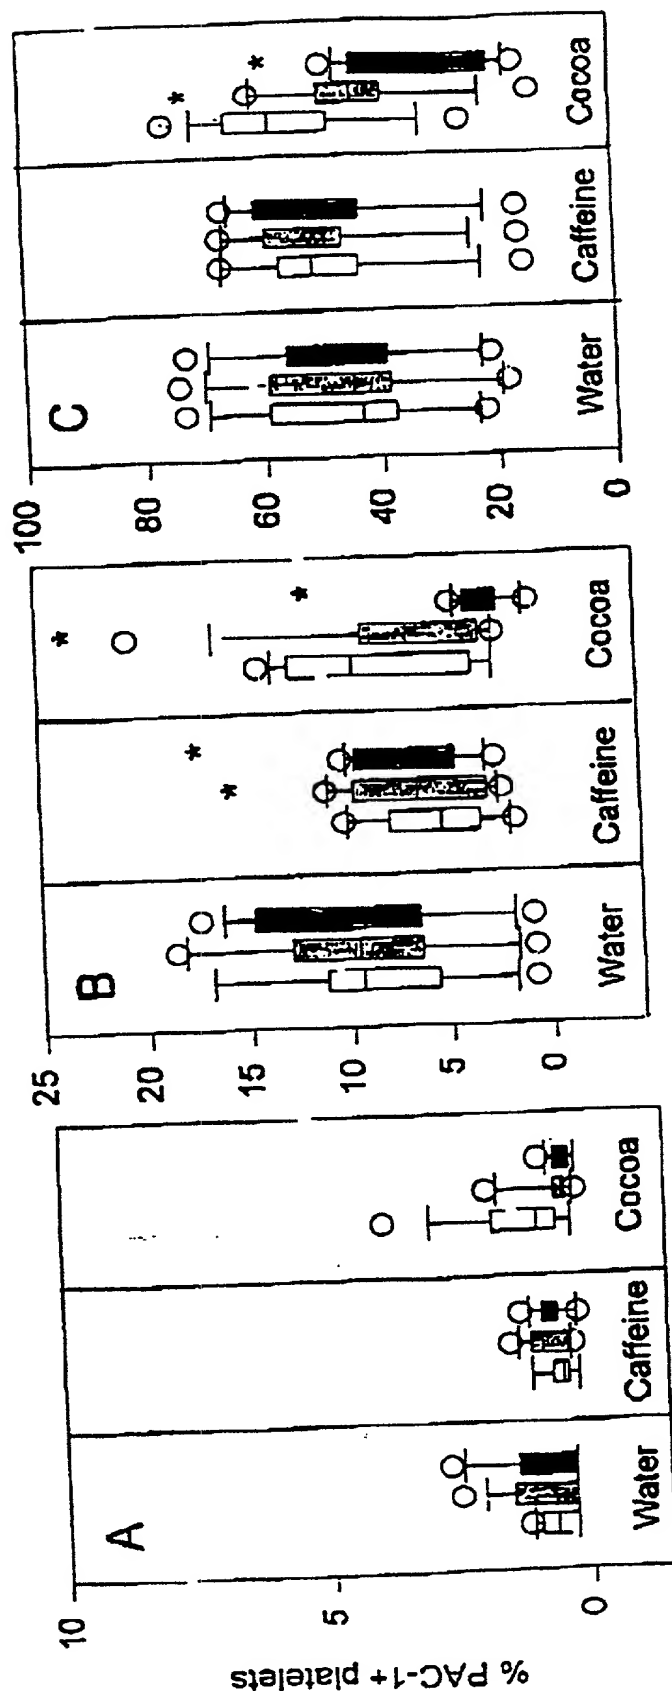 % PAC-1+ platelets
10
5
0
A
Water
Caffeine
Cocoa
25
20
15
10
5
0
B
Water
Caffeine
*
*
Cocoa
*
*
100
80
60
40
20
0
C
Water
Caffeine
Cocoa
*
*